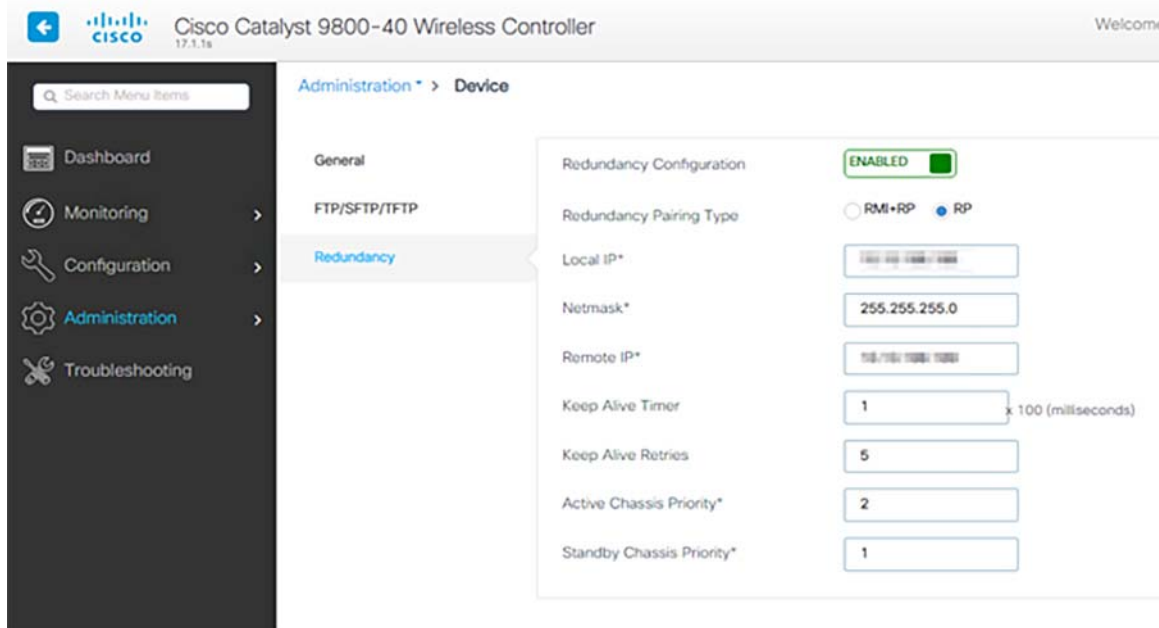 CISCO
Cisco Catalyst 9800-40 Wireless Controller
17.1.1s
Welcome
Search Menu Items
Dashboard
Monitoring
Configuration
Administration
Troubleshooting
Administration > Device
General
FTP/SFTP/TFTP
Redundancy
Redundancy Configuration ENABLED
Redundancy Pairing Type RMI+RP RP
Local IP*
Netmask* 255.255.255.0
Remote IP*
Keep Alive Timer 1 x 100 (milliseconds)
Keep Alive Retries 5
Active Chassis Priority* 2
Standby Chassis Priority* 1